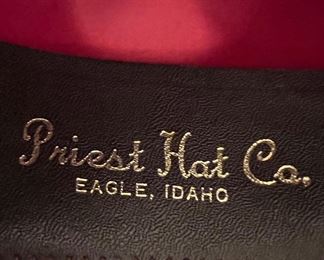 Priest Hat Co.
EAGLE, IDAHO